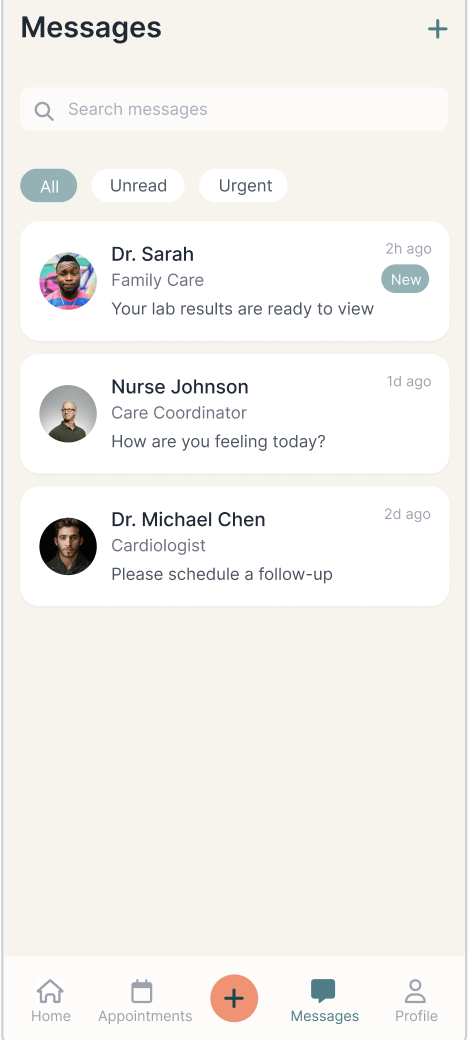 Messages
Search messages
All Unread Urgent
Dr. Sarah 2h ago
Family Care New
Your lab results are ready to view
Nurse Johnson 1d ago
Care Coordinator
How are you feeling today?
Dr. Michael Chen 2d ago
Cardiologist
Please schedule a follow-up
Home Appointments Messages Profile